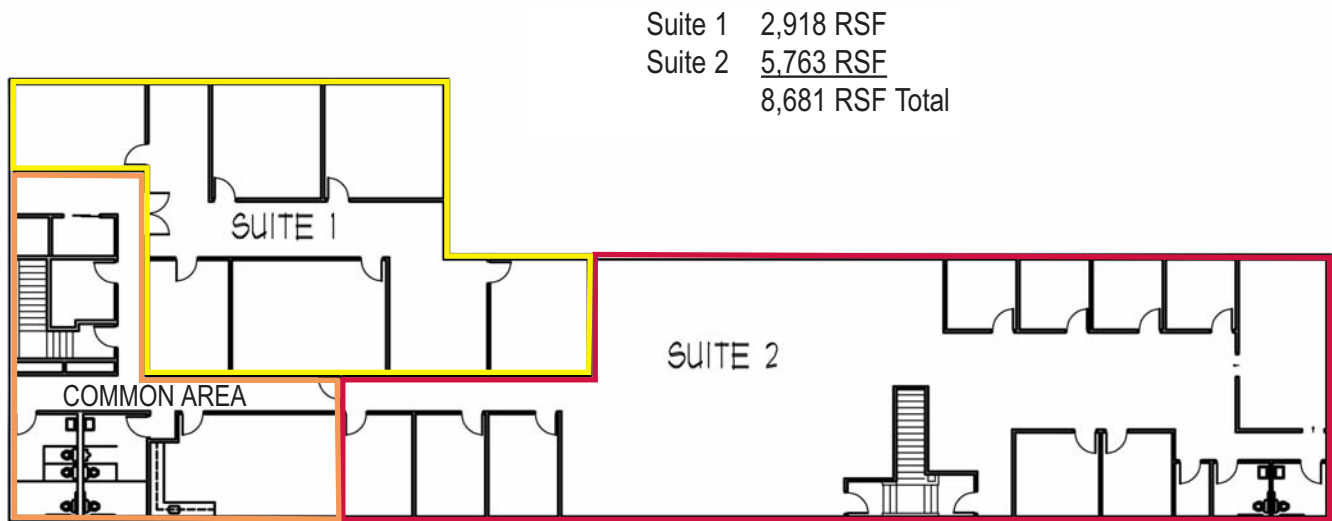 Suite 1 2,918 RSF
Suite 2 5,763 RSF
8,681 RSF Total
SUITE 1
SUITE 2
COMMON AREA